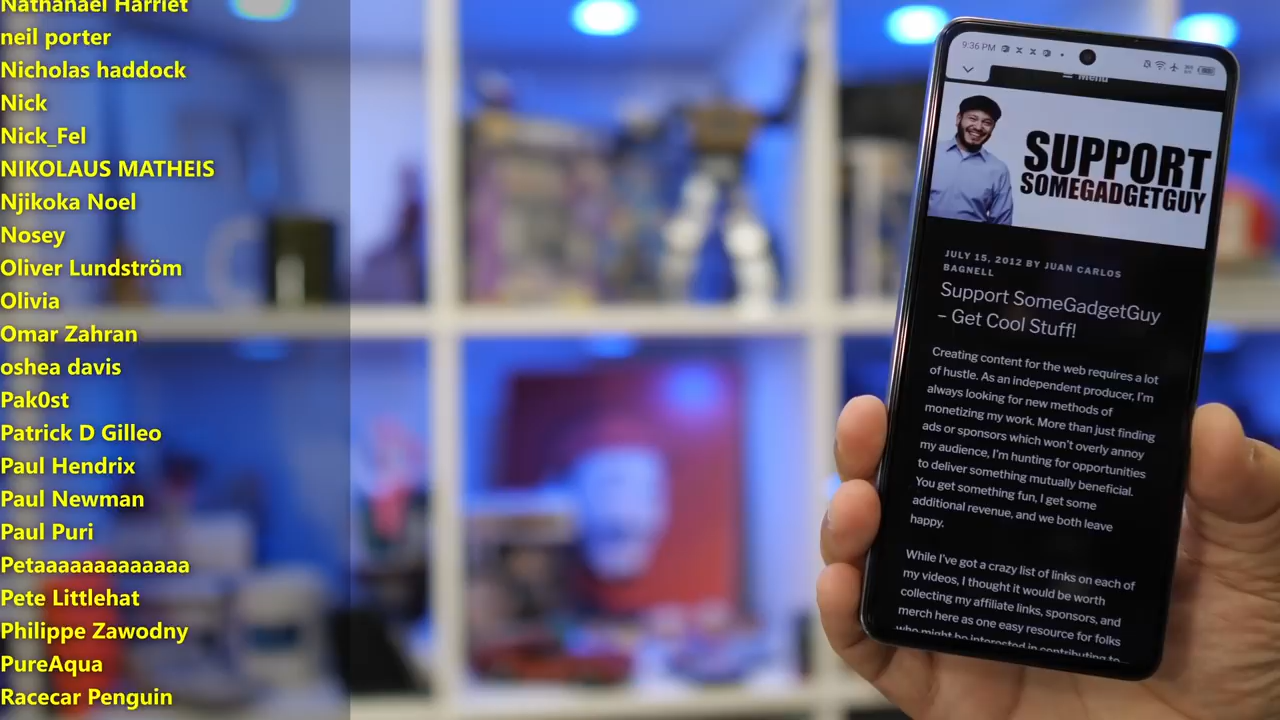 Nathanael Harriet
neil porter
Nicholas haddock
Nick
Nick_Fel
NIKOLAUS MATHEIS
Njikoka Noel
Nosey
Oliver Lundström
Olivia
Omar Zahran
oshea davis
Pak0st
Patrick D Gilleo
Paul Hendrix
Paul Newman
Paul Puri
Petaaaaaaaaaaaaa
Pete Littlehat
Philippe Zawodny
PureAqua
Racecar Penguin
9:36 PM
Menu
SUPPORT
SOMEGADGETGUY
JULY 15, 2012 BY JUAN CARLOS
BAGNELL
Support SomeGadgetGuy
– Get Cool Stuff!
Creating content for the web requires a lot
of hustle. As an independent producer, I'm
always looking for new methods of
monetizing my work. More than just finding
ads or sponsors which won't overly annoy
my audience, I'm hunting for opportunities
to deliver something mutually beneficial.
You get something fun, I get some
additional revenue, and we both leave
happy.
While I've got a crazy list of links on each of
my videos, I thought it would be worth
collecting my affiliate links, sponsors, and
merch here as one easy resource for folks
who might be interested in contributing to